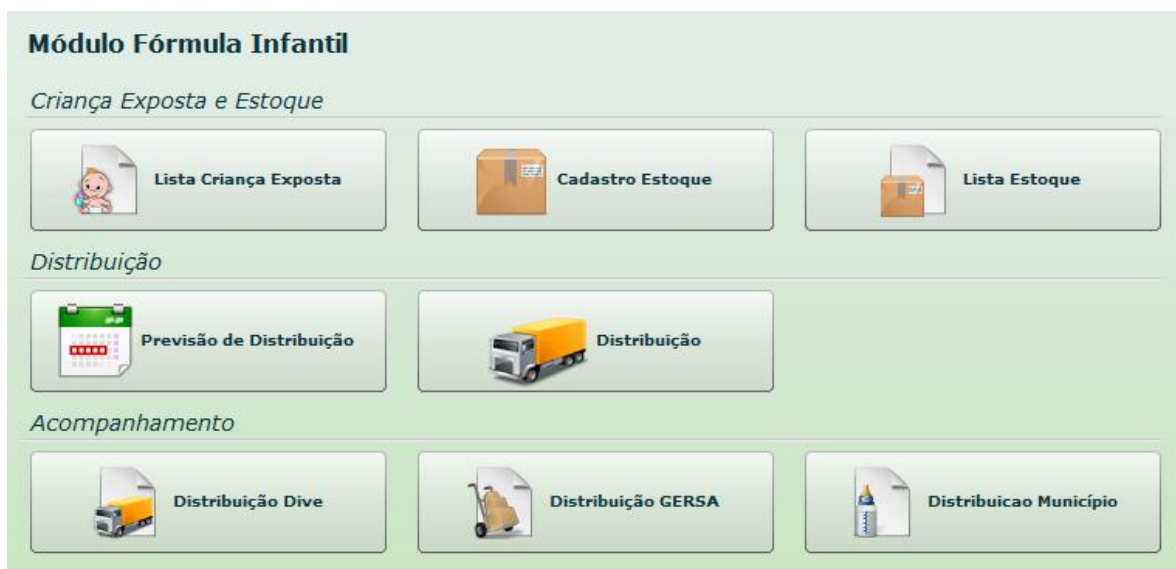 Módulo Fórmula Infantil
Criança Exposta e Estoque
Lista Criança Exposta
Cadastro Estoque
Lista Estoque
Distribuição
Previsão de Distribuição
Distribuição
Acompanhamento
Distribuição Dive
Distribuição GERSA
Distribuicao Município